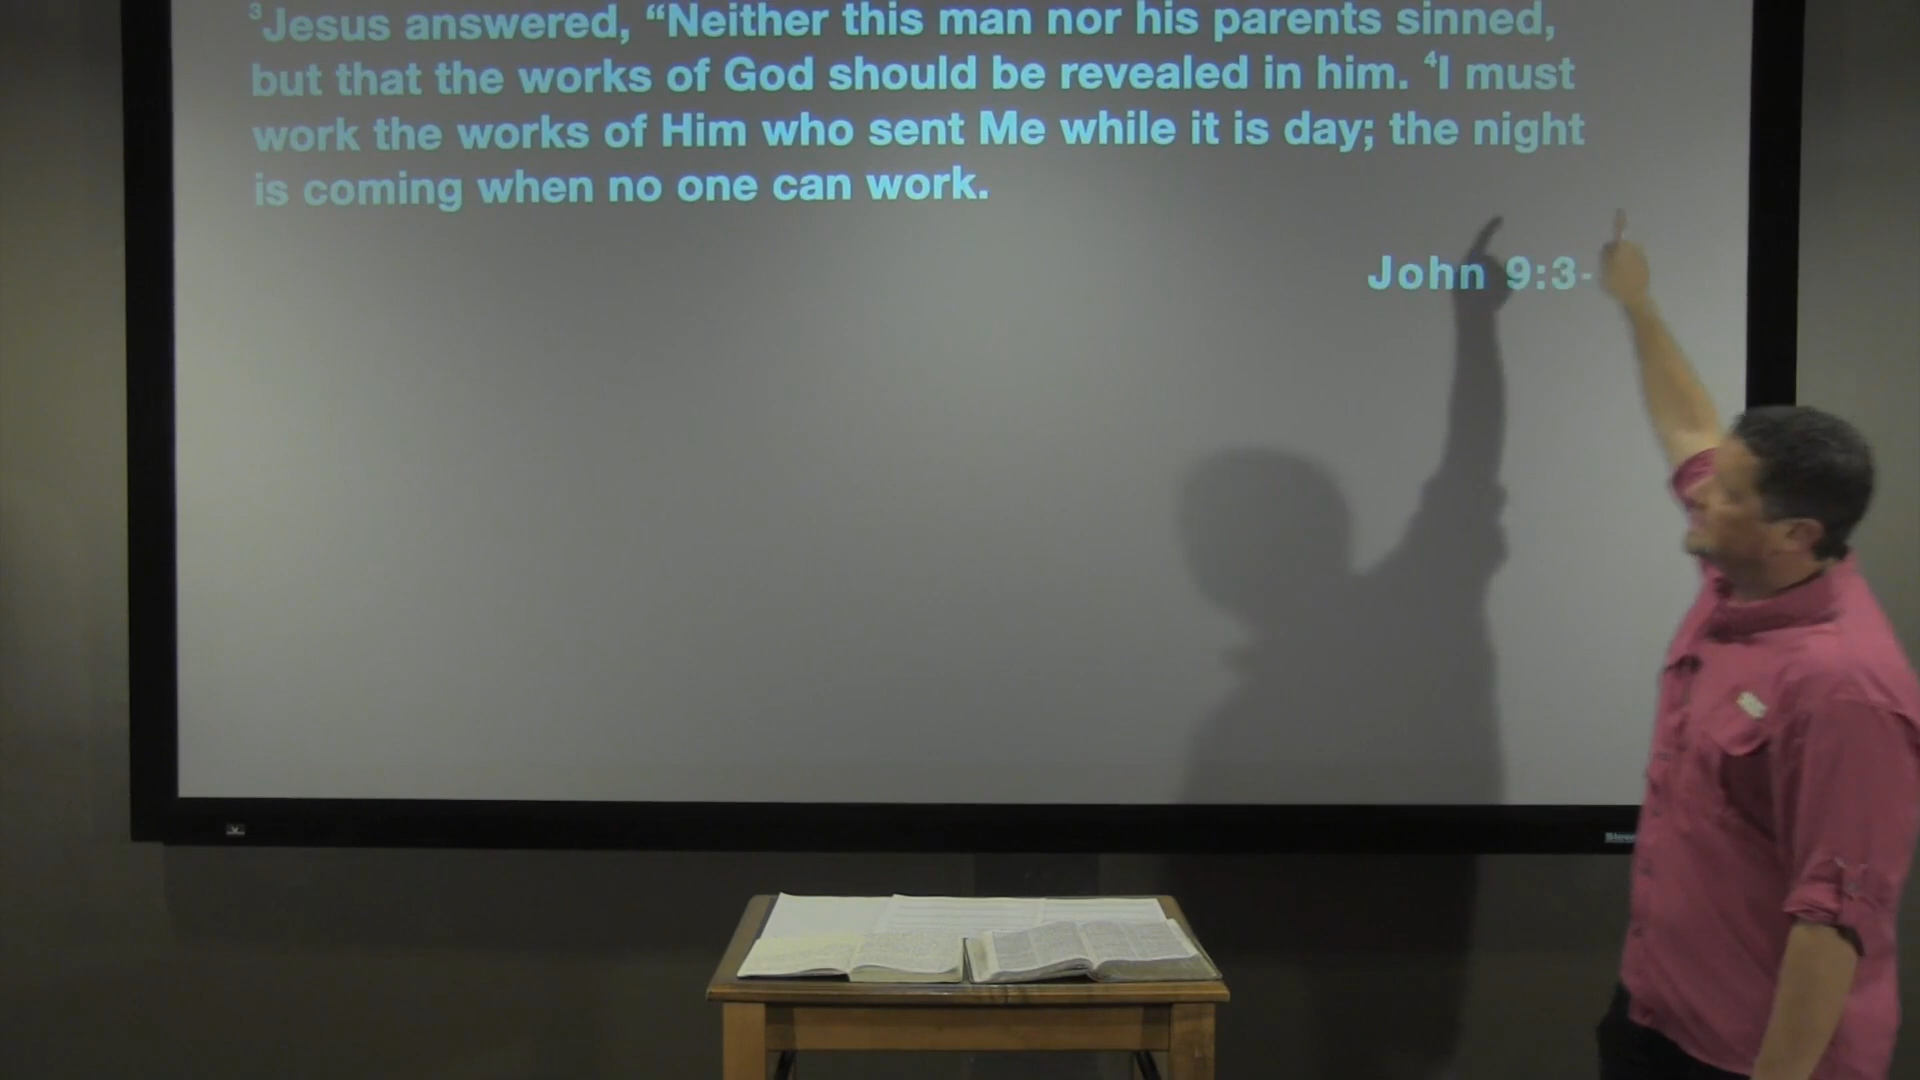 ³Jesus answered, “Neither this man nor his parents sinned,
but that the works of God should be revealed in him. ⁴I must
work the works of Him who sent Me while it is day; the night
is coming when no one can work.
John 9:3-